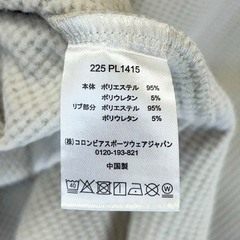 225 PL1415
本体 ポリエステル 95%
ポリウレタン 5%
リブ部分 ポリエステル 95%
ポリウレタン 5%
(株)コロンビアスポーツウェアジャパン
0120-193-821
中国製